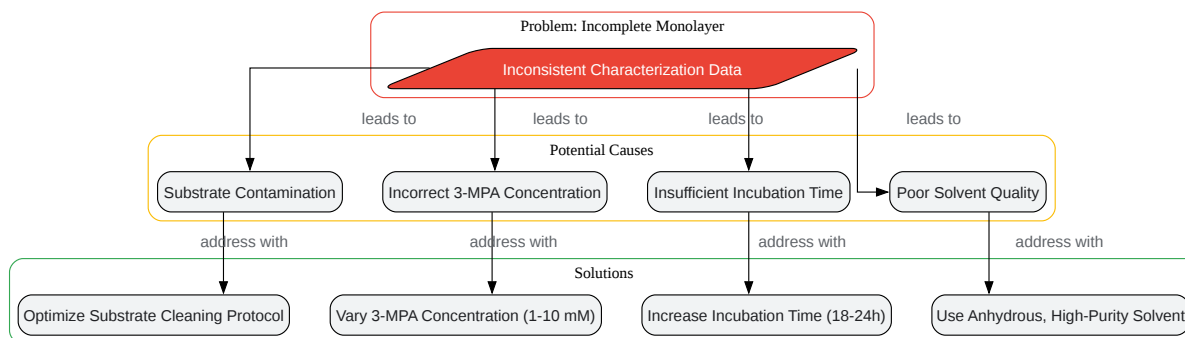 Problem: Incomplete Monolayer
Inconsistent Characterization Data
leads to
leads to
leads to
leads to
Potential Causes
Substrate Contamination
Incorrect 3-MPA Concentration
Insufficient Incubation Time
Poor Solvent Quality
address with
address with
address with
address with
Solutions
Optimize Substrate Cleaning Protocol
Vary 3-MPA Concentration (1-10 mM)
Increase Incubation Time (18-24h)
Use Anhydrous, High-Purity Solvent